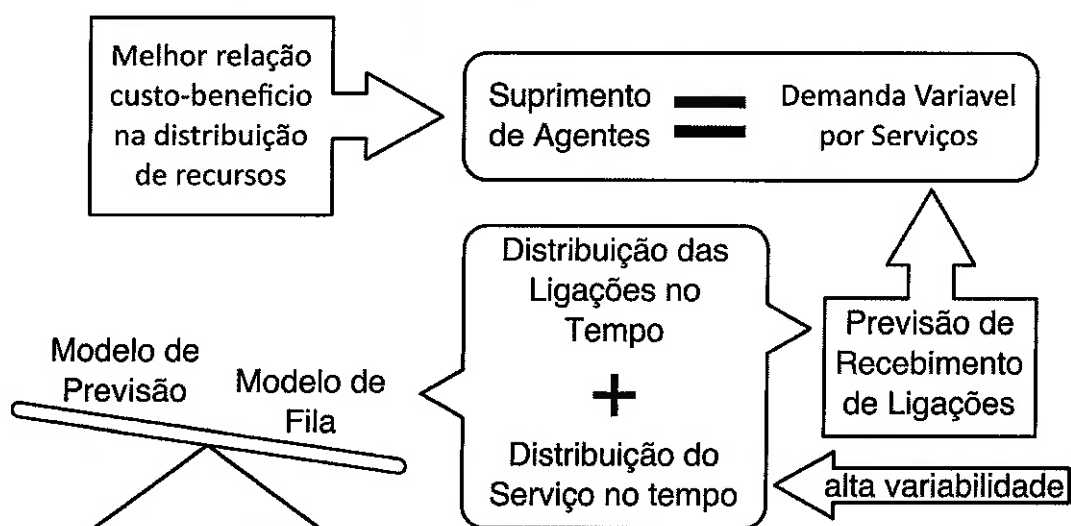 Melhor relação
custo-beneficio
na distribuição
de recursos
Suprimento
de Agentes
=
Demanda Variavel
por Serviços
Distribuição das
Ligações no
Tempo
+
Distribuição do
Serviço no tempo
Previsão de
Recebimento
de Ligações
alta variabilidade
Modelo de
Previsão
Modelo de
Fila